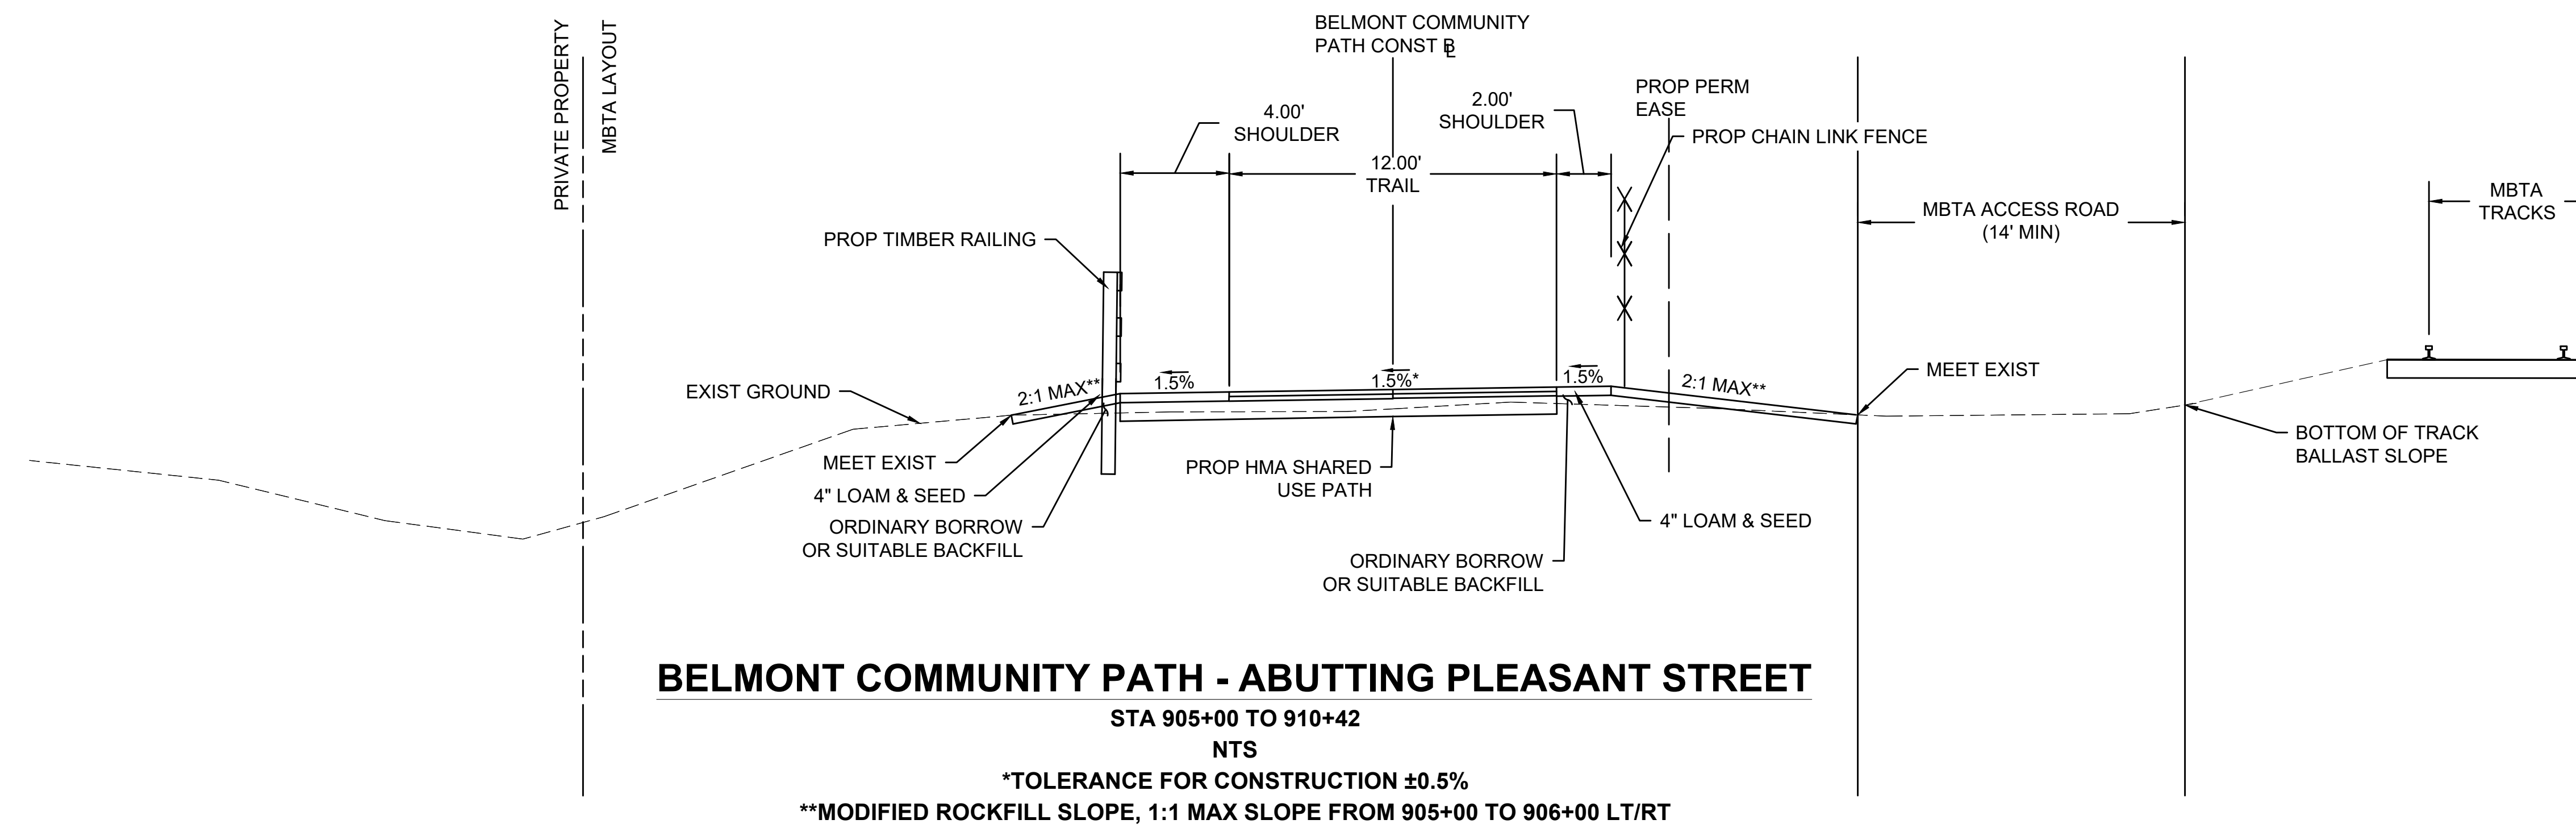 BELMONT COMMUNITY
PATH CONST BL
PRIVATE PROPERTY
MBTA LAYOUT
4.00'
SHOULDER
2.00'
SHOULDER
PROP PERM
EASE
PROP CHAIN LINK FENCE
12.00'
TRAIL
MBTA
TRACKS
MBTA ACCESS ROAD
(14' MIN)
PROP TIMBER RAILING
EXIST GROUND
2:1 MAX**
1.5%
1.5%*
1.5%
2:1 MAX**
MEET EXIST
MEET EXIST
4" LOAM & SEED
ORDINARY BORROW
OR SUITABLE BACKFILL
PROP HMA SHARED
USE PATH
ORDINARY BORROW
OR SUITABLE BACKFILL
4" LOAM & SEED
BOTTOM OF TRACK
BALLAST SLOPE
BELMONT COMMUNITY PATH - ABUTTING PLEASANT STREET
STA 905+00 TO 910+42
NTS
*TOLERANCE FOR CONSTRUCTION ±0.5%
**MODIFIED ROCKFILL SLOPE, 1:1 MAX SLOPE FROM 905+00 TO 906+00 LT/RT